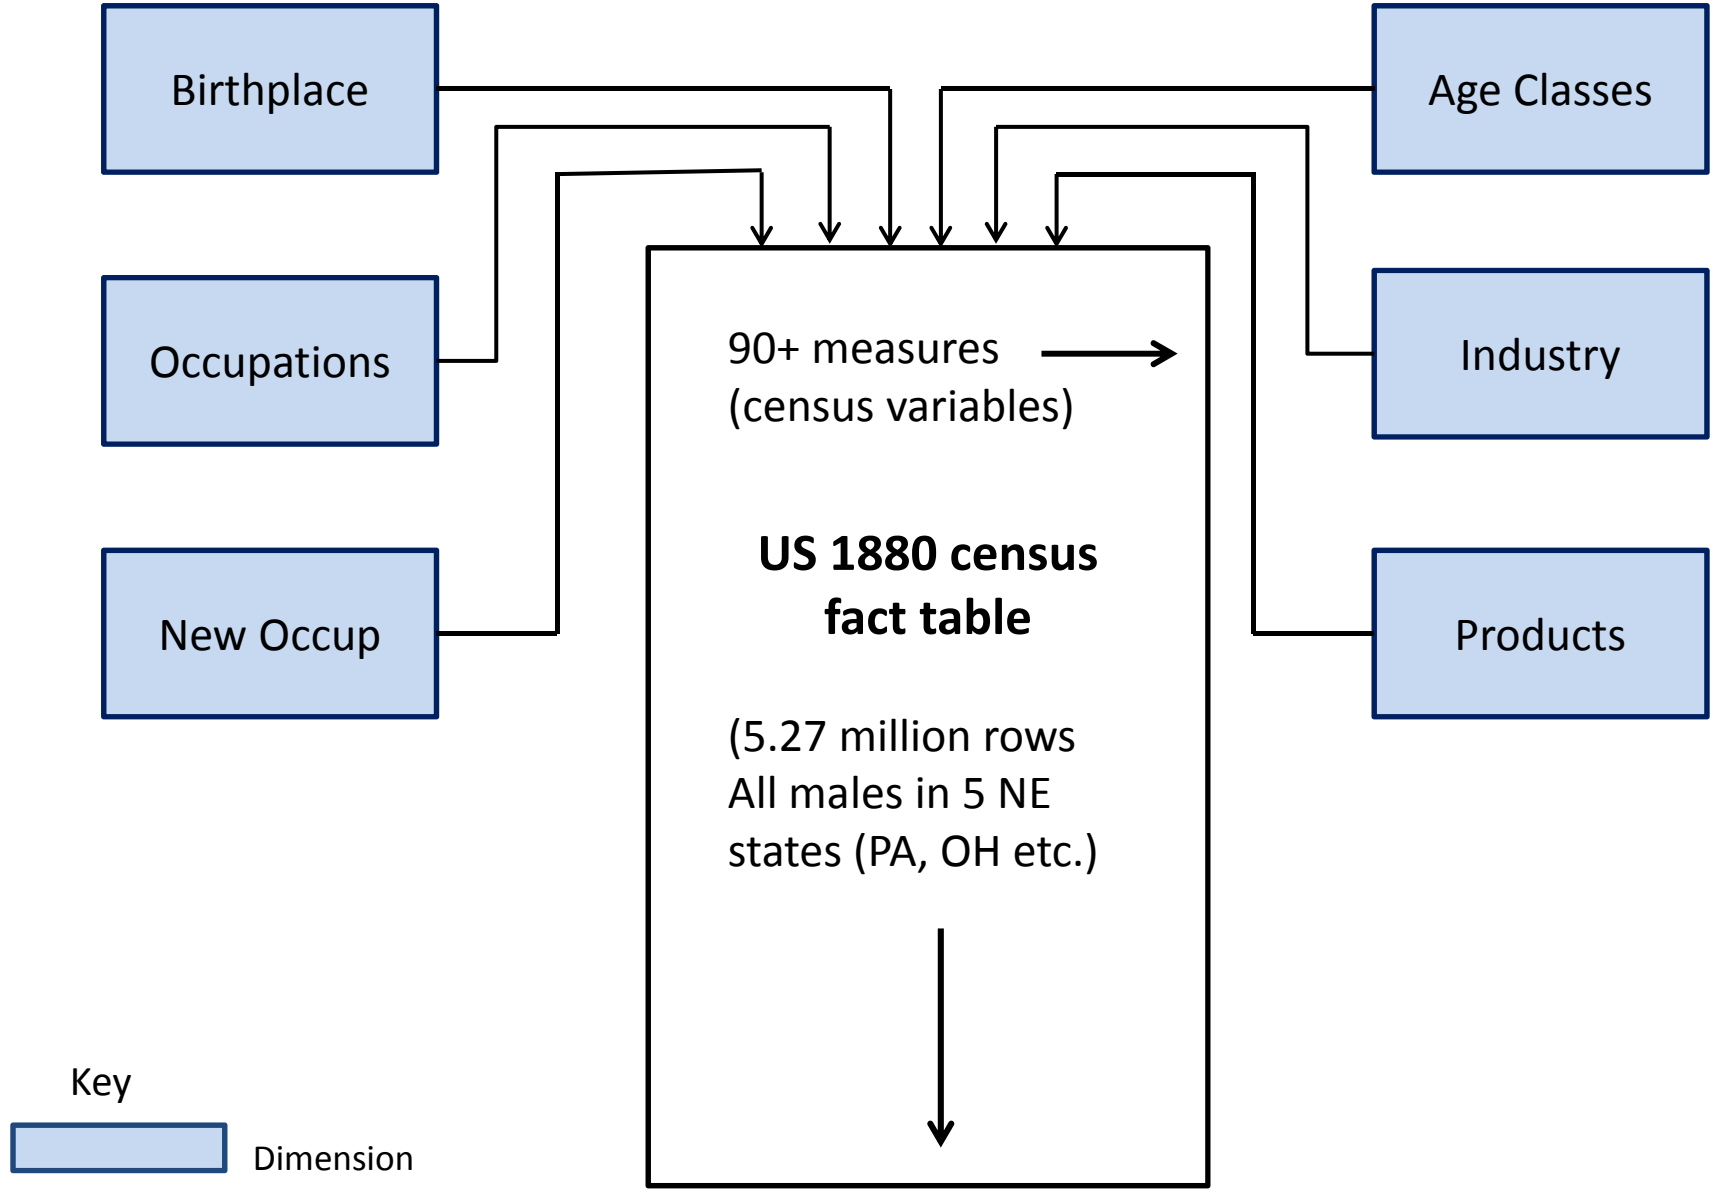 Birthplace
Age Classes
Occupations
Industry
New Occup
Products
90+ measures
(census variables)
US 1880 census
fact table
(5.27 million rows
All males in 5 NE
states (PA, OH etc.)
Key
Dimension